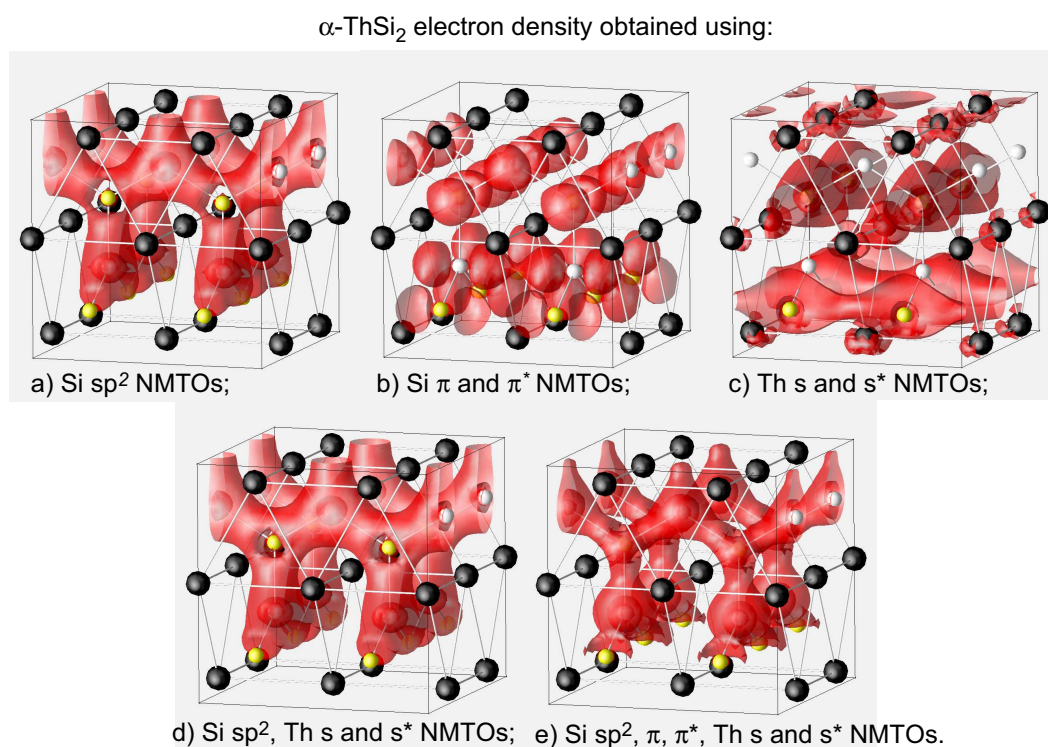 α-ThSi₂ electron density obtained using:
a) Si sp² NMTOs;
b) Si π and π* NMTOs;
c) Th s and s* NMTOs;
d) Si sp², Th s and s* NMTOs;
e) Si sp², π, π*, Th s and s* NMTOs.